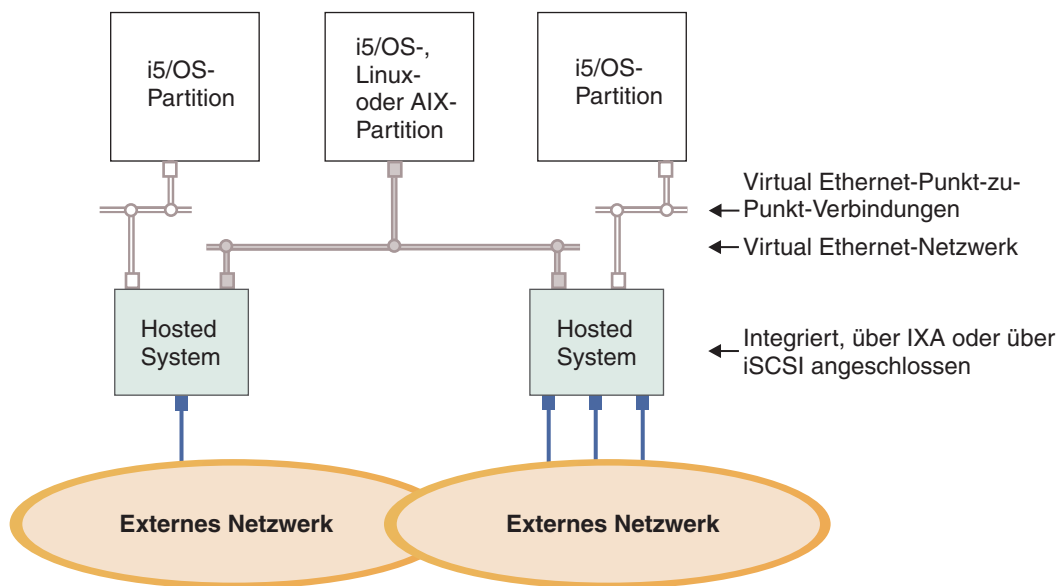 i5/OS-
Partition
i5/OS-,
Linux-
oder AIX-
Partition
i5/OS-
Partition
Virtual Ethernet-Punkt-zu-
Punkt-Verbindungen
Virtual Ethernet-Netzwerk
Hosted
System
Hosted
System
Integriert, über IXA oder über
iSCSI angeschlossen
Externes Netzwerk
Externes Netzwerk